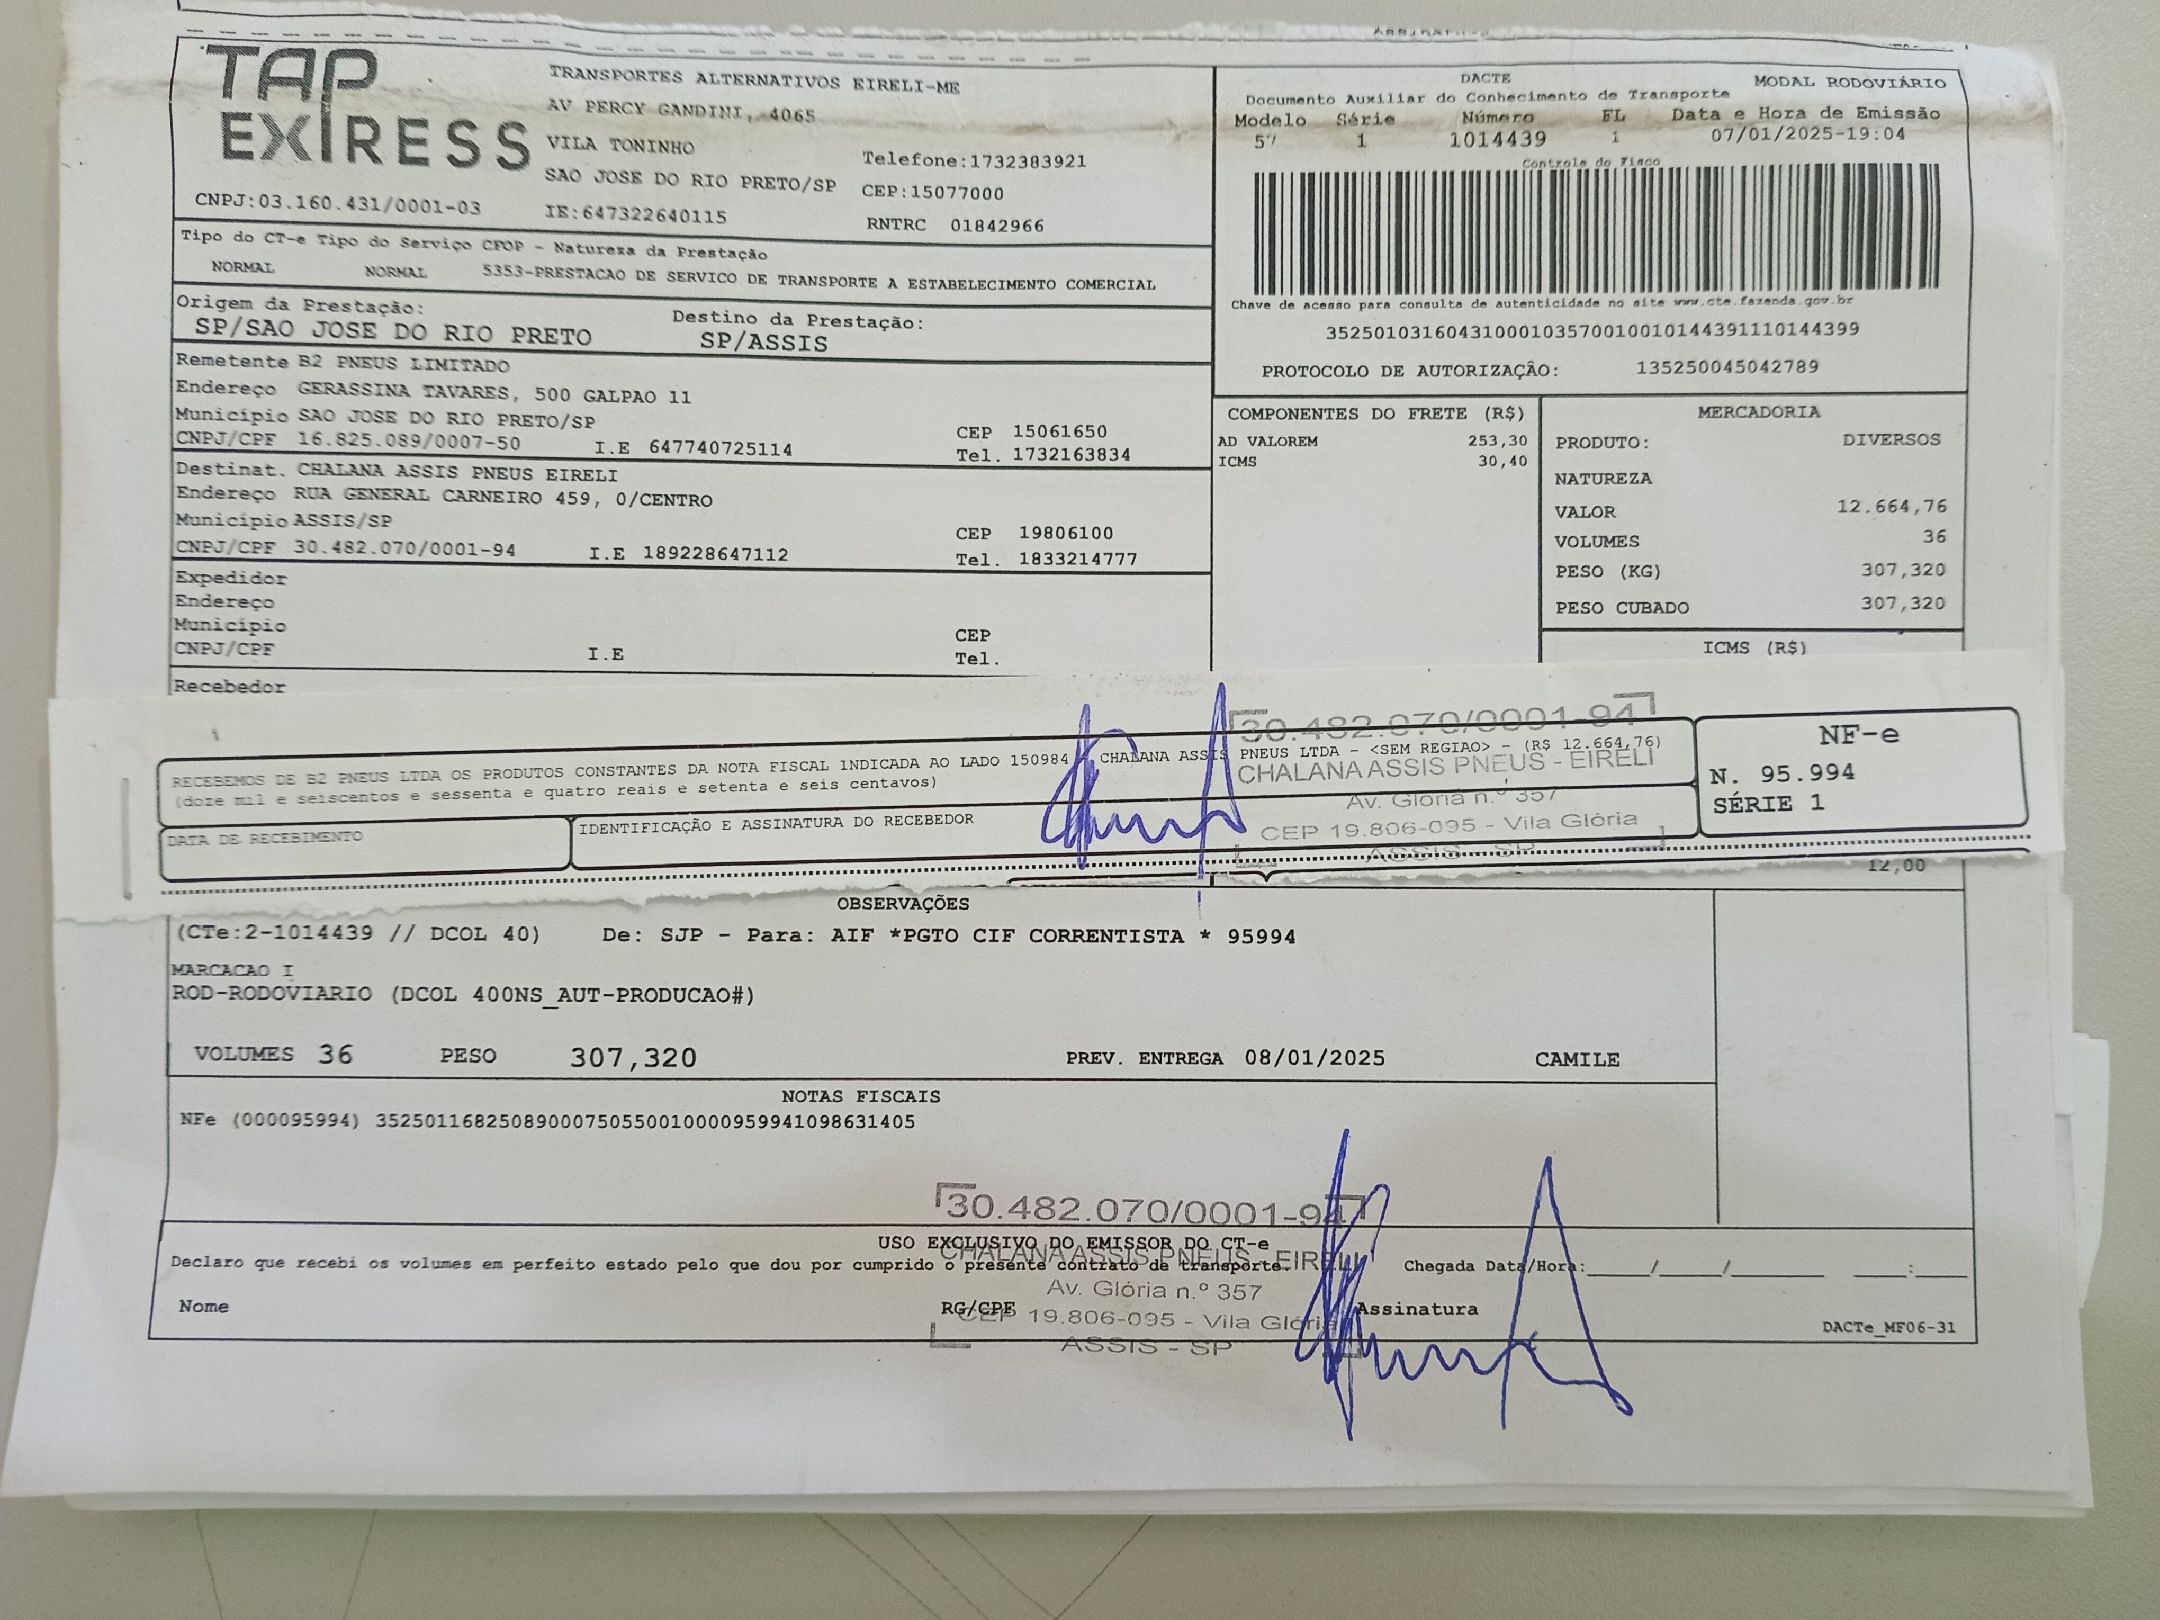 TAP
EXPRESS
TRANSPORTES ALTERNATIVOS EIRELI-ME
AV PERCY GANDINI, 4065
VILA TONINHO
Telefone:1732383921
SAO JOSE DO RIO PRETO/SP CEP:15077000
CNPJ:03.160.431/0001-03 IE:647322640115 RNTRC 01842966
DACTE MODAL RODOVIÁRIO
Documento Auxiliar do Conhecimento de Transporte
Modelo Série Número FL Data e Hora de Emissão
57 1 1014439 1 07/01/2025-19:04
Controle do Fisco
Chave de acesso para consulta de autenticidade no site www.cte.fazenda.gov.br
35250103160431000103570010010144391110144399
PROTOCOLO DE AUTORIZAÇÃO: 135250045042789
Tipo do CT-e Tipo do Serviço CFOP - Natureza da Prestação
NORMAL NORMAL 5353-PRESTACAO DE SERVICO DE TRANSPORTE A ESTABELECIMENTO COMERCIAL
Origem da Prestação: Destino da Prestação:
SP/SAO JOSE DO RIO PRETO SP/ASSIS
Remetente B2 PNEUS LIMITADO
Endereço GERASSINA TAVARES, 500 GALPAO 11
Município SAO JOSE DO RIO PRETO/SP CEP 15061650
CNPJ/CPF 16.825.089/0007-50 I.E 647740725114 Tel. 1732163834
Destinat. CHALANA ASSIS PNEUS EIRELI
Endereço RUA GENERAL CARNEIRO 459, 0/CENTRO
Município ASSIS/SP CEP 19806100
CNPJ/CPF 30.482.070/0001-94 I.E 189228647112 Tel. 1833214777
Expedidor
Endereço
Município CEP
CNPJ/CPF I.E Tel.
Recebedor
COMPONENTES DO FRETE (R$)
AD VALOREM 253,30
ICMS 30,40
MERCADORIA
PRODUTO: DIVERSOS
NATUREZA
VALOR 12.664,76
VOLUMES 36
PESO (KG) 307,320
PESO CUBADO 307,320
ICMS (R$)
30.482.070/0001-94
CHALANA ASSIS PNEUS - EIRELI
Av. Glória n.º 357
CEP 19.806-095 - Vila Glória
ASSIS - SP
RECEBEMOS DE B2 PNEUS LTDA OS PRODUTOS CONSTANTES DA NOTA FISCAL INDICADA AO LADO 150984 CHALANA ASSIS PNEUS LTDA - <SEM REGIAO> - (R$ 12.664,76)
(doze mil e seiscentos e sessenta e quatro reais e setenta e seis centavos)
DATA DE RECEBIMENTO IDENTIFICAÇÃO E ASSINATURA DO RECEBEDOR
NF-e
N. 95.994
SÉRIE 1
12,00
OBSERVAÇÕES
(CTe:2-1014439 // DCOL 40) De: SJP - Para: AIF *PGTO CIF CORRENTISTA * 95994
MARCACAO I
ROD-RODOVIARIO (DCOL 400NS_AUT-PRODUCAO#)
VOLUMES 36 PESO 307,320 PREV. ENTREGA 08/01/2025 CAMILE
NOTAS FISCAIS
NFe (000095994) 35250116825089000750550010000959941098631405
30.482.070/0001-94
CHALANA ASSIS PNEUS - EIRELI
Av. Glória n.º 357
CEP 19.806-095 - Vila Glória
ASSIS - SP
USO EXCLUSIVO DO EMISSOR DO CT-e
Declaro que recebi os volumes em perfeito estado pelo que dou por cumprido o presente contrato de transporte. Chegada Data/Hora:____/____/______ ____:____
Nome RG/CPF Assinatura
DACTe_MF06-31